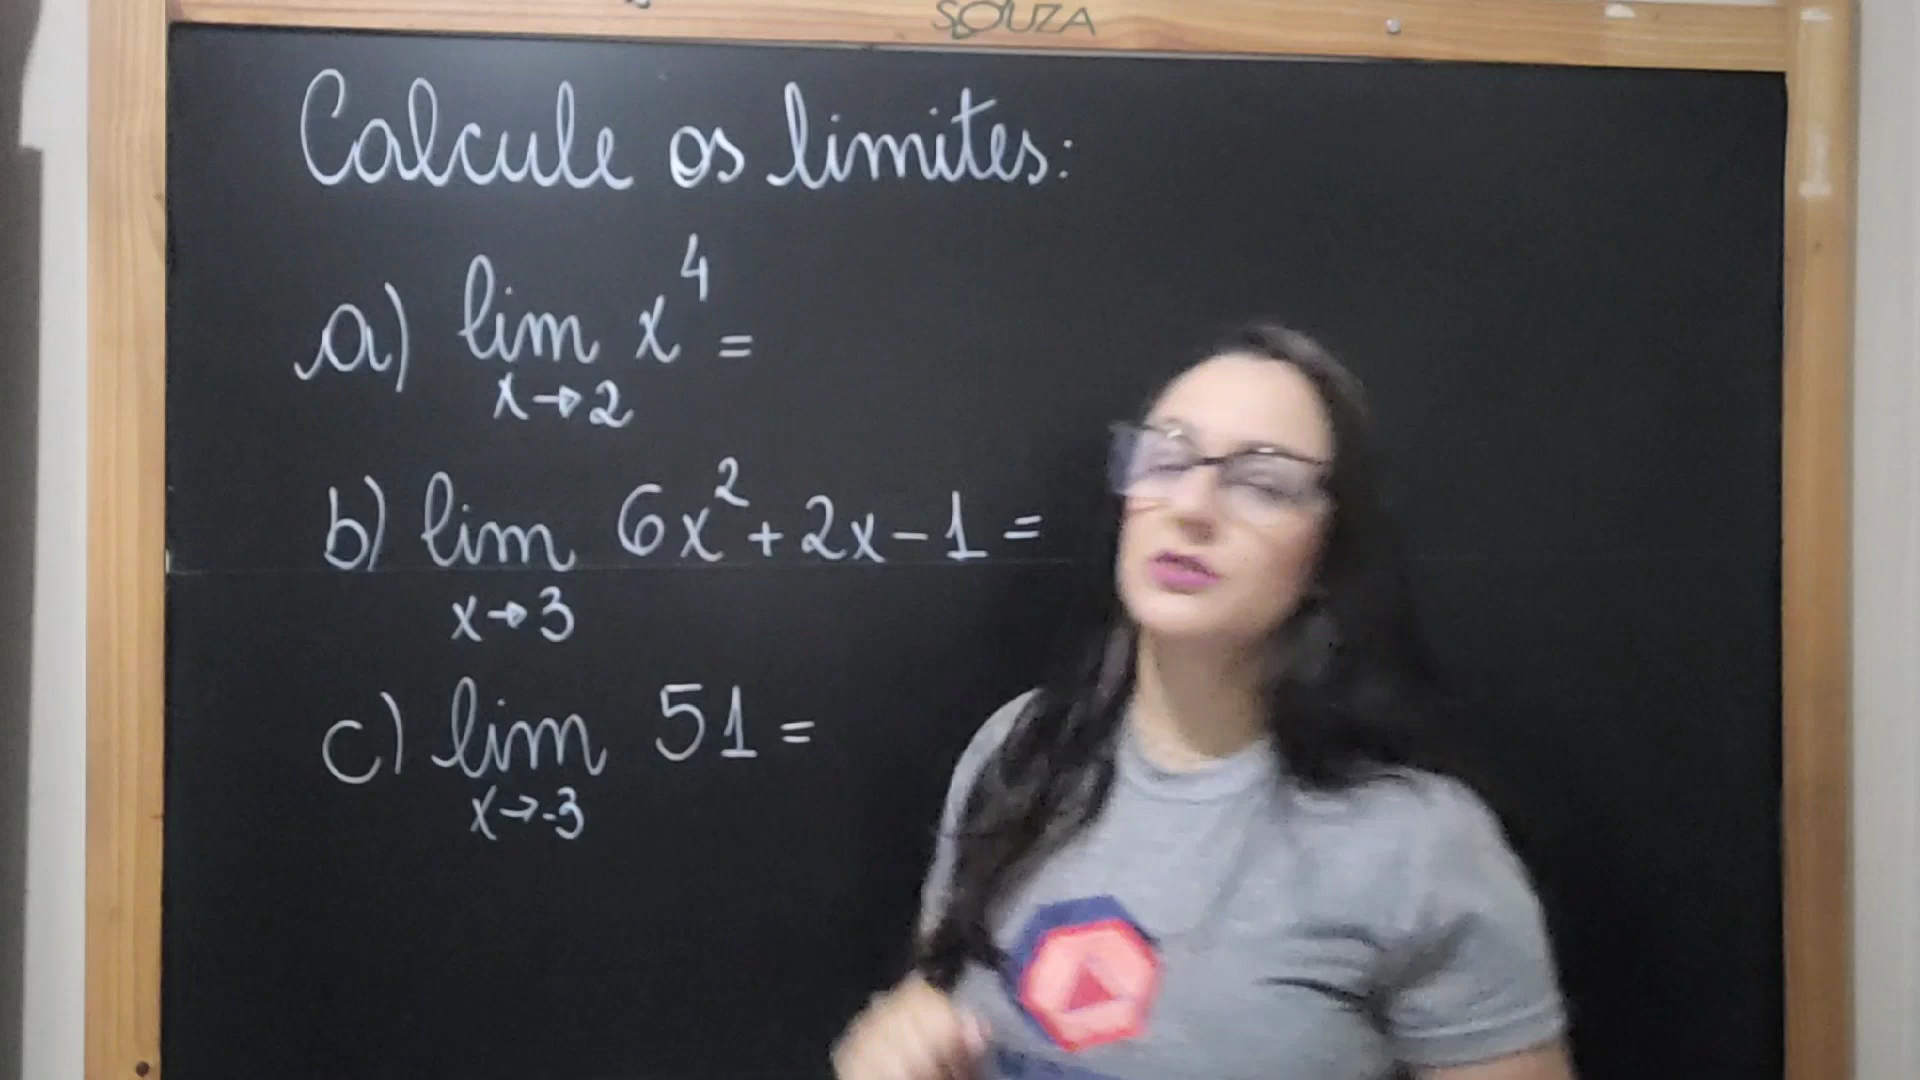 SOUZA
Calcule os limites:
a) lim x⁴ =
x→2
b) lim 6x² + 2x - 1 =
x→3
c) lim 51 =
x→-3